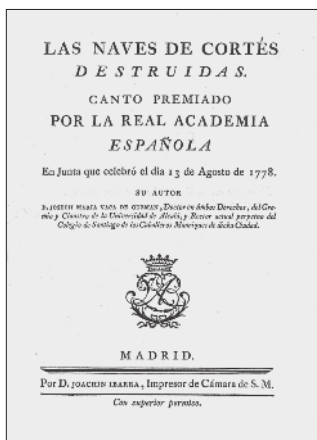 LAS NAVES DE CORTÉS
DESTRUIDAS.
CANTO PREMIADO
POR LA REAL ACADEMIA
ESPAÑOLA
En Junta que celebró el dia 13 de Agosto de 1778.
SU AUTOR
D. JOSEPH MARIA VACA DE GUZMAN, Doctor en ámbos Derechos, del Gre-
mio y Claustro de la Universidad de Alcalá, y Rector actual perpetuo del
Colegio de Santiago de los Caballeros Manriques de dicha Ciudad.
MADRID.
Por D. JOACHIN IBARRA, Impresor de Cámara de S. M.
Con superior permiso.